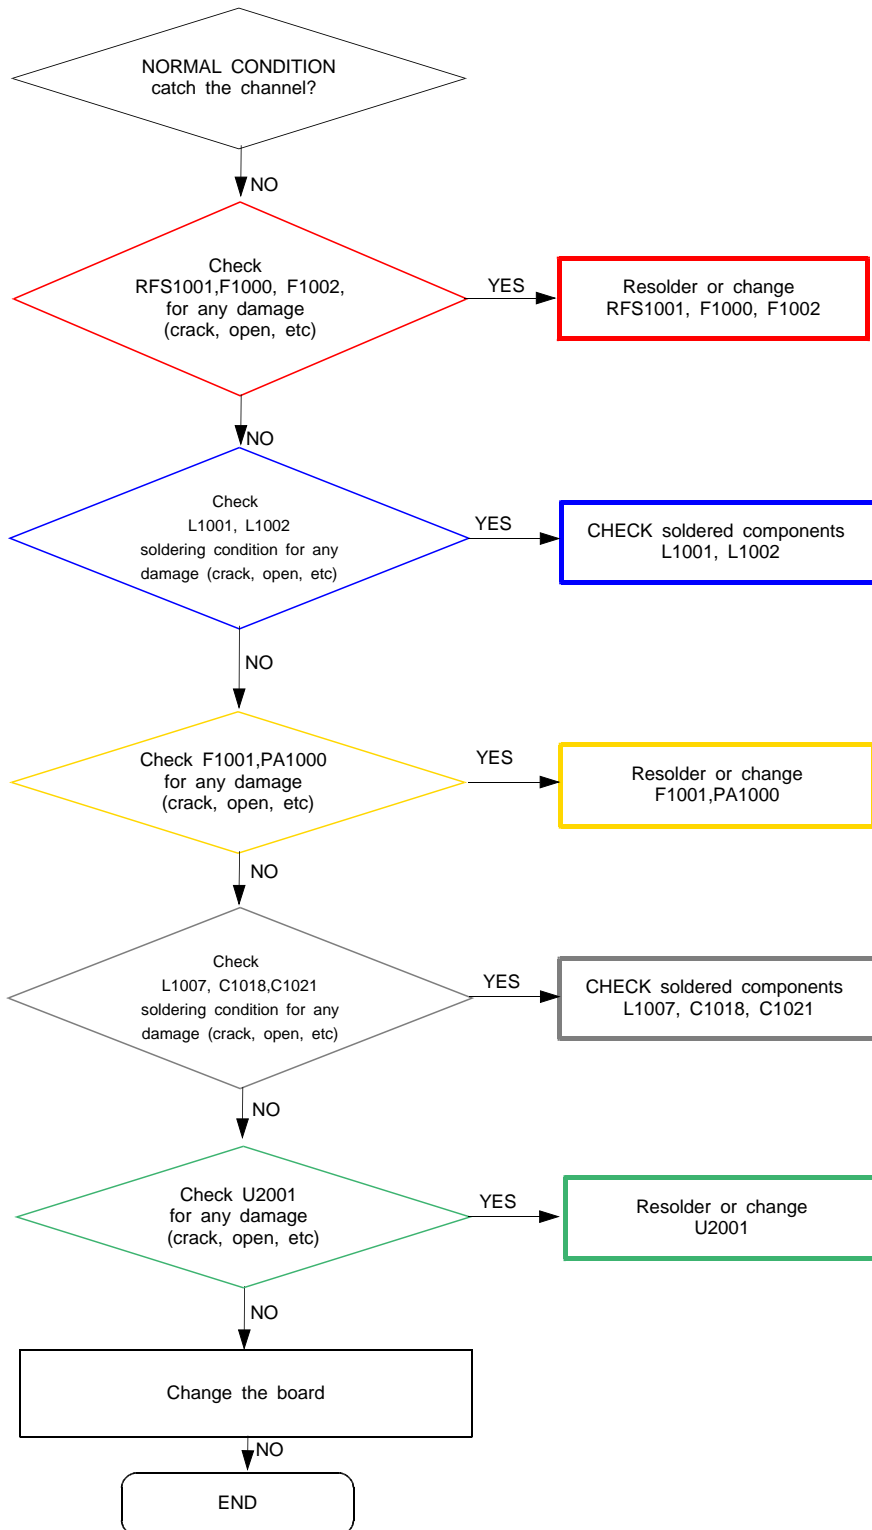 NORMAL CONDITION
catch the channel?
NO
Check
RFS1001,F1000, F1002,
for any damage
(crack, open, etc)
YES
Resolder or change
RFS1001, F1000, F1002
NO
Check
L1001, L1002
soldering condition for any
damage (crack, open, etc)
YES
CHECK soldered components
L1001, L1002
NO
Check F1001,PA1000
for any damage
(crack, open, etc)
YES
Resolder or change
F1001,PA1000
NO
Check
L1007, C1018,C1021
soldering condition for any
damage (crack, open, etc)
YES
CHECK soldered components
L1007, C1018, C1021
NO
Check U2001
for any damage
(crack, open, etc)
YES
Resolder or change
U2001
NO
Change the board
NO
END